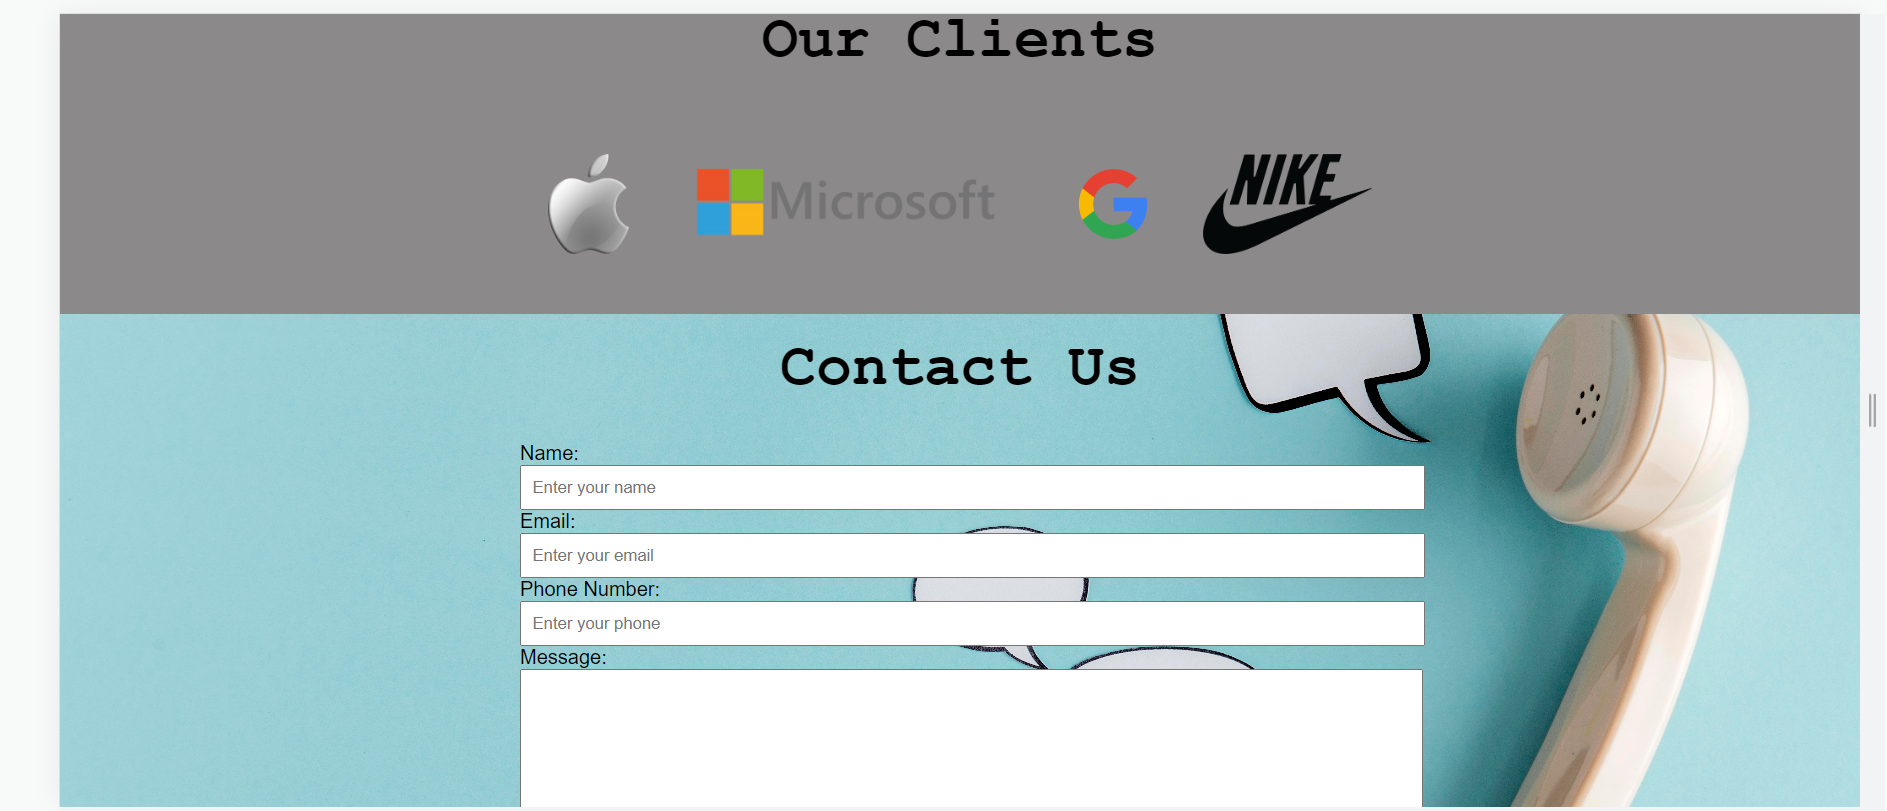 Our Clients
Microsoft
NIKE
Contact Us
Name:
Enter your name
Email:
Enter your email
Phone Number:
Enter your phone
Message: